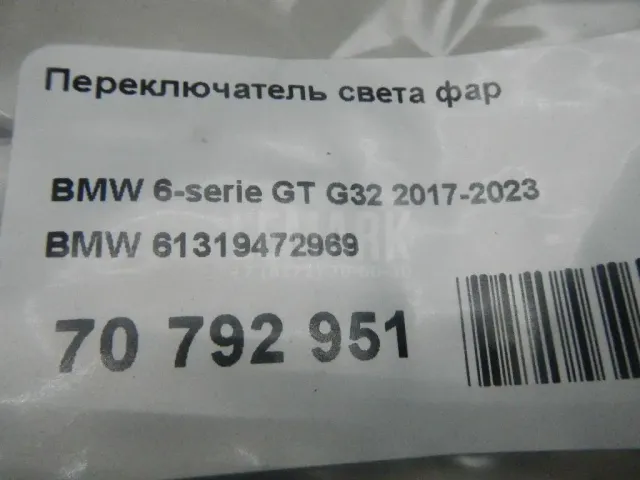 Переключатель света фар
BMW 6-serie GT G32 2017-2023
BMW 61319472969
70 792 951